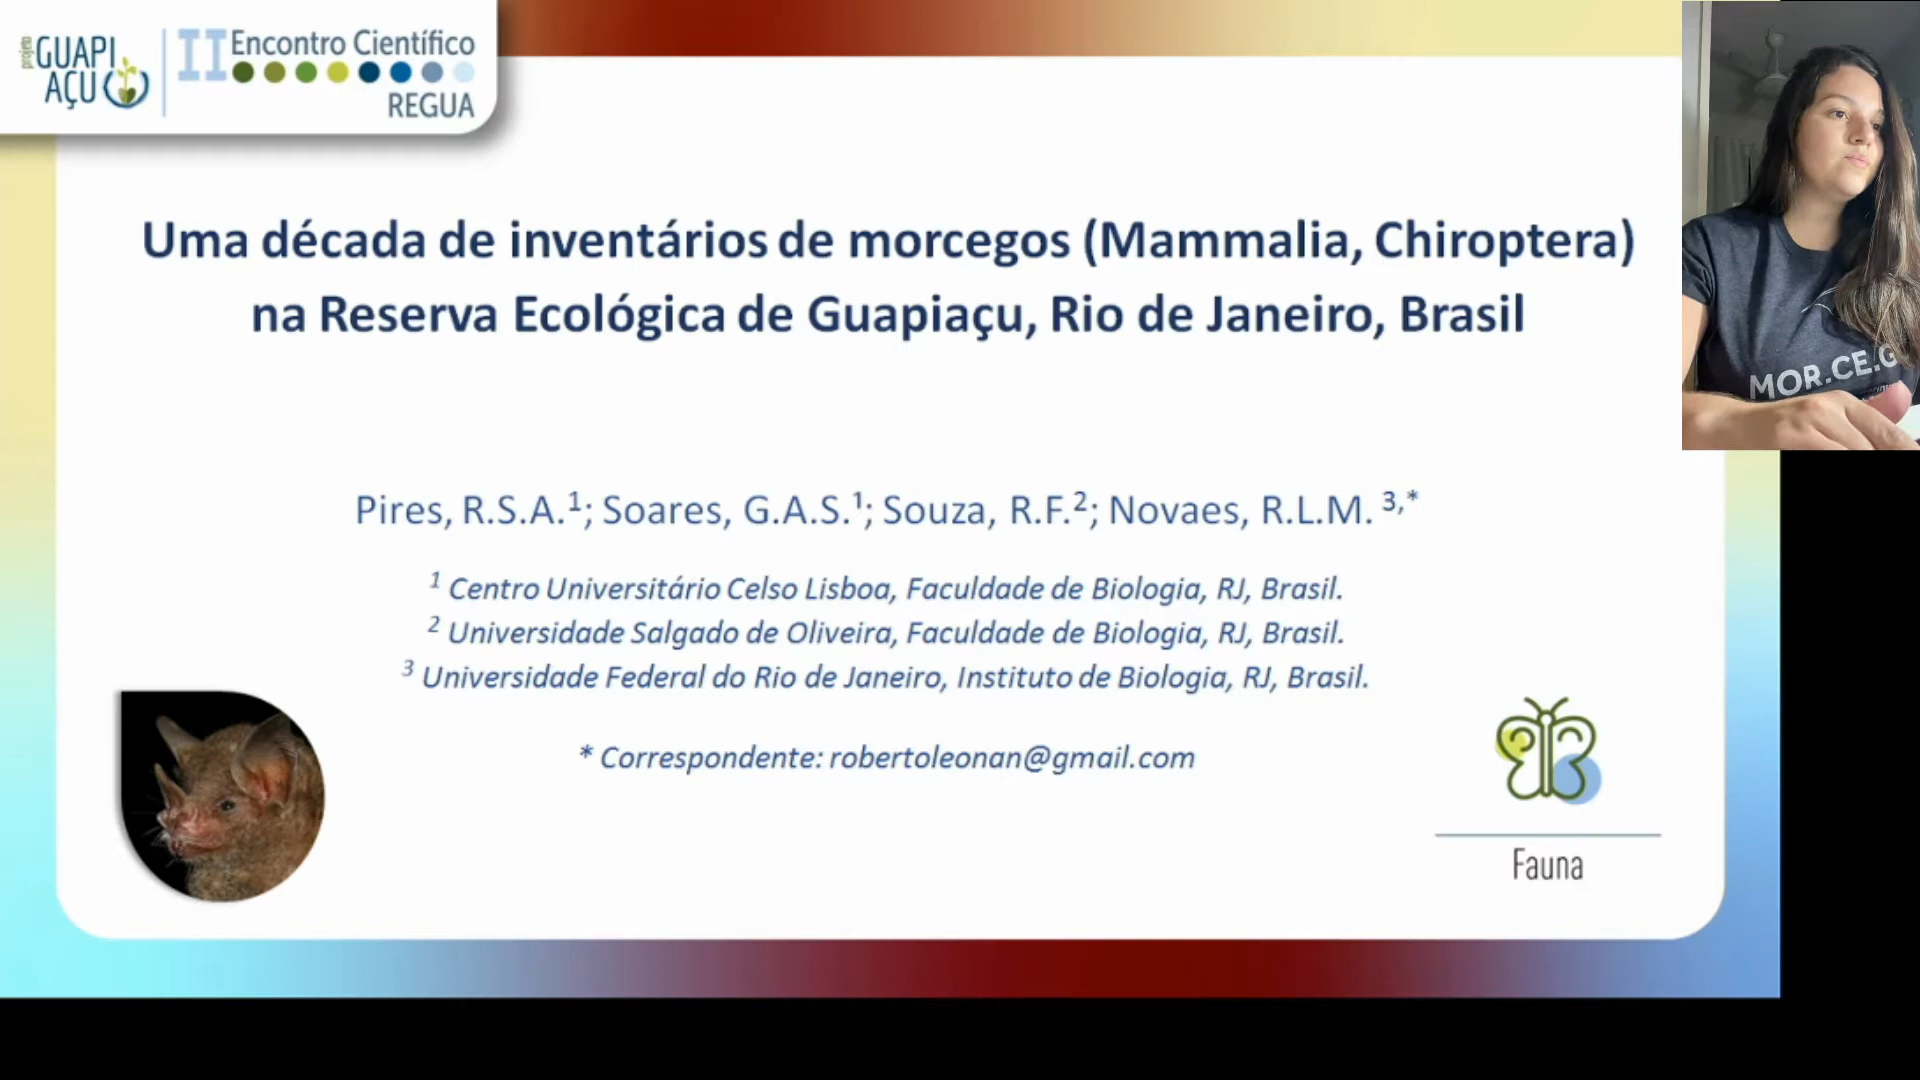 projeto
GUAPI
AÇU
II Encontro Científico
REGUA
Uma década de inventários de morcegos (Mammalia, Chiroptera)
na Reserva Ecológica de Guapiaçu, Rio de Janeiro, Brasil
Pires, R.S.A.¹; Soares, G.A.S.¹; Souza, R.F.²; Novaes, R.L.M. ³,*
¹ Centro Universitário Celso Lisboa, Faculdade de Biologia, RJ, Brasil.
² Universidade Salgado de Oliveira, Faculdade de Biologia, RJ, Brasil.
³ Universidade Federal do Rio de Janeiro, Instituto de Biologia, RJ, Brasil.
* Correspondente: robertoleonan@gmail.com
Fauna
MOR.CE.G